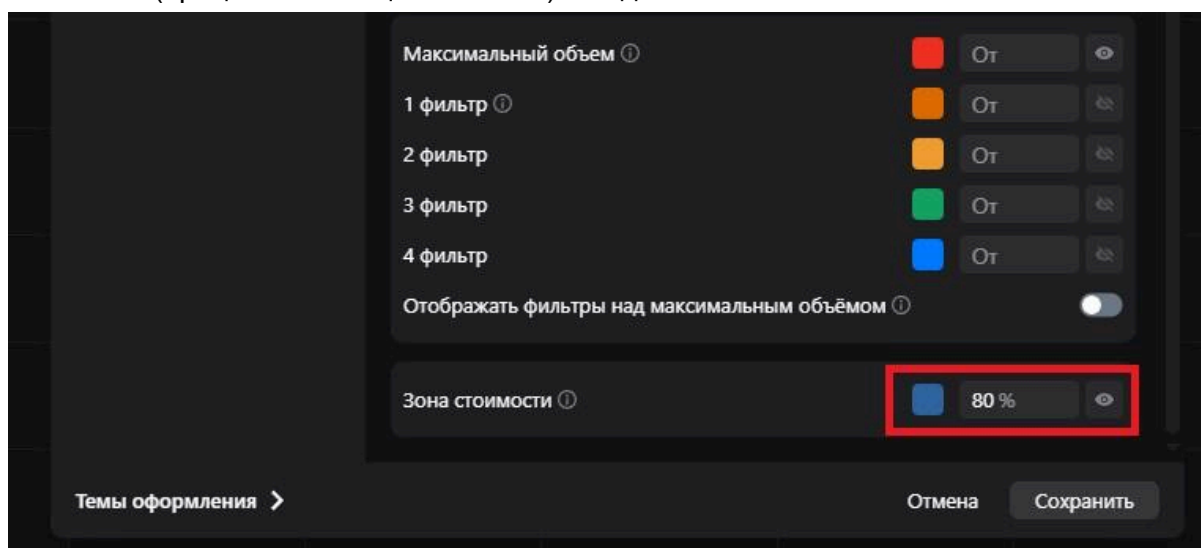 Максимальный объем От
1 фильтр От
2 фильтр От
3 фильтр От
4 фильтр От
Отображать фильтры над максимальным объёмом
Зона стоимости 80 %
Темы оформления Отмена Сохранить